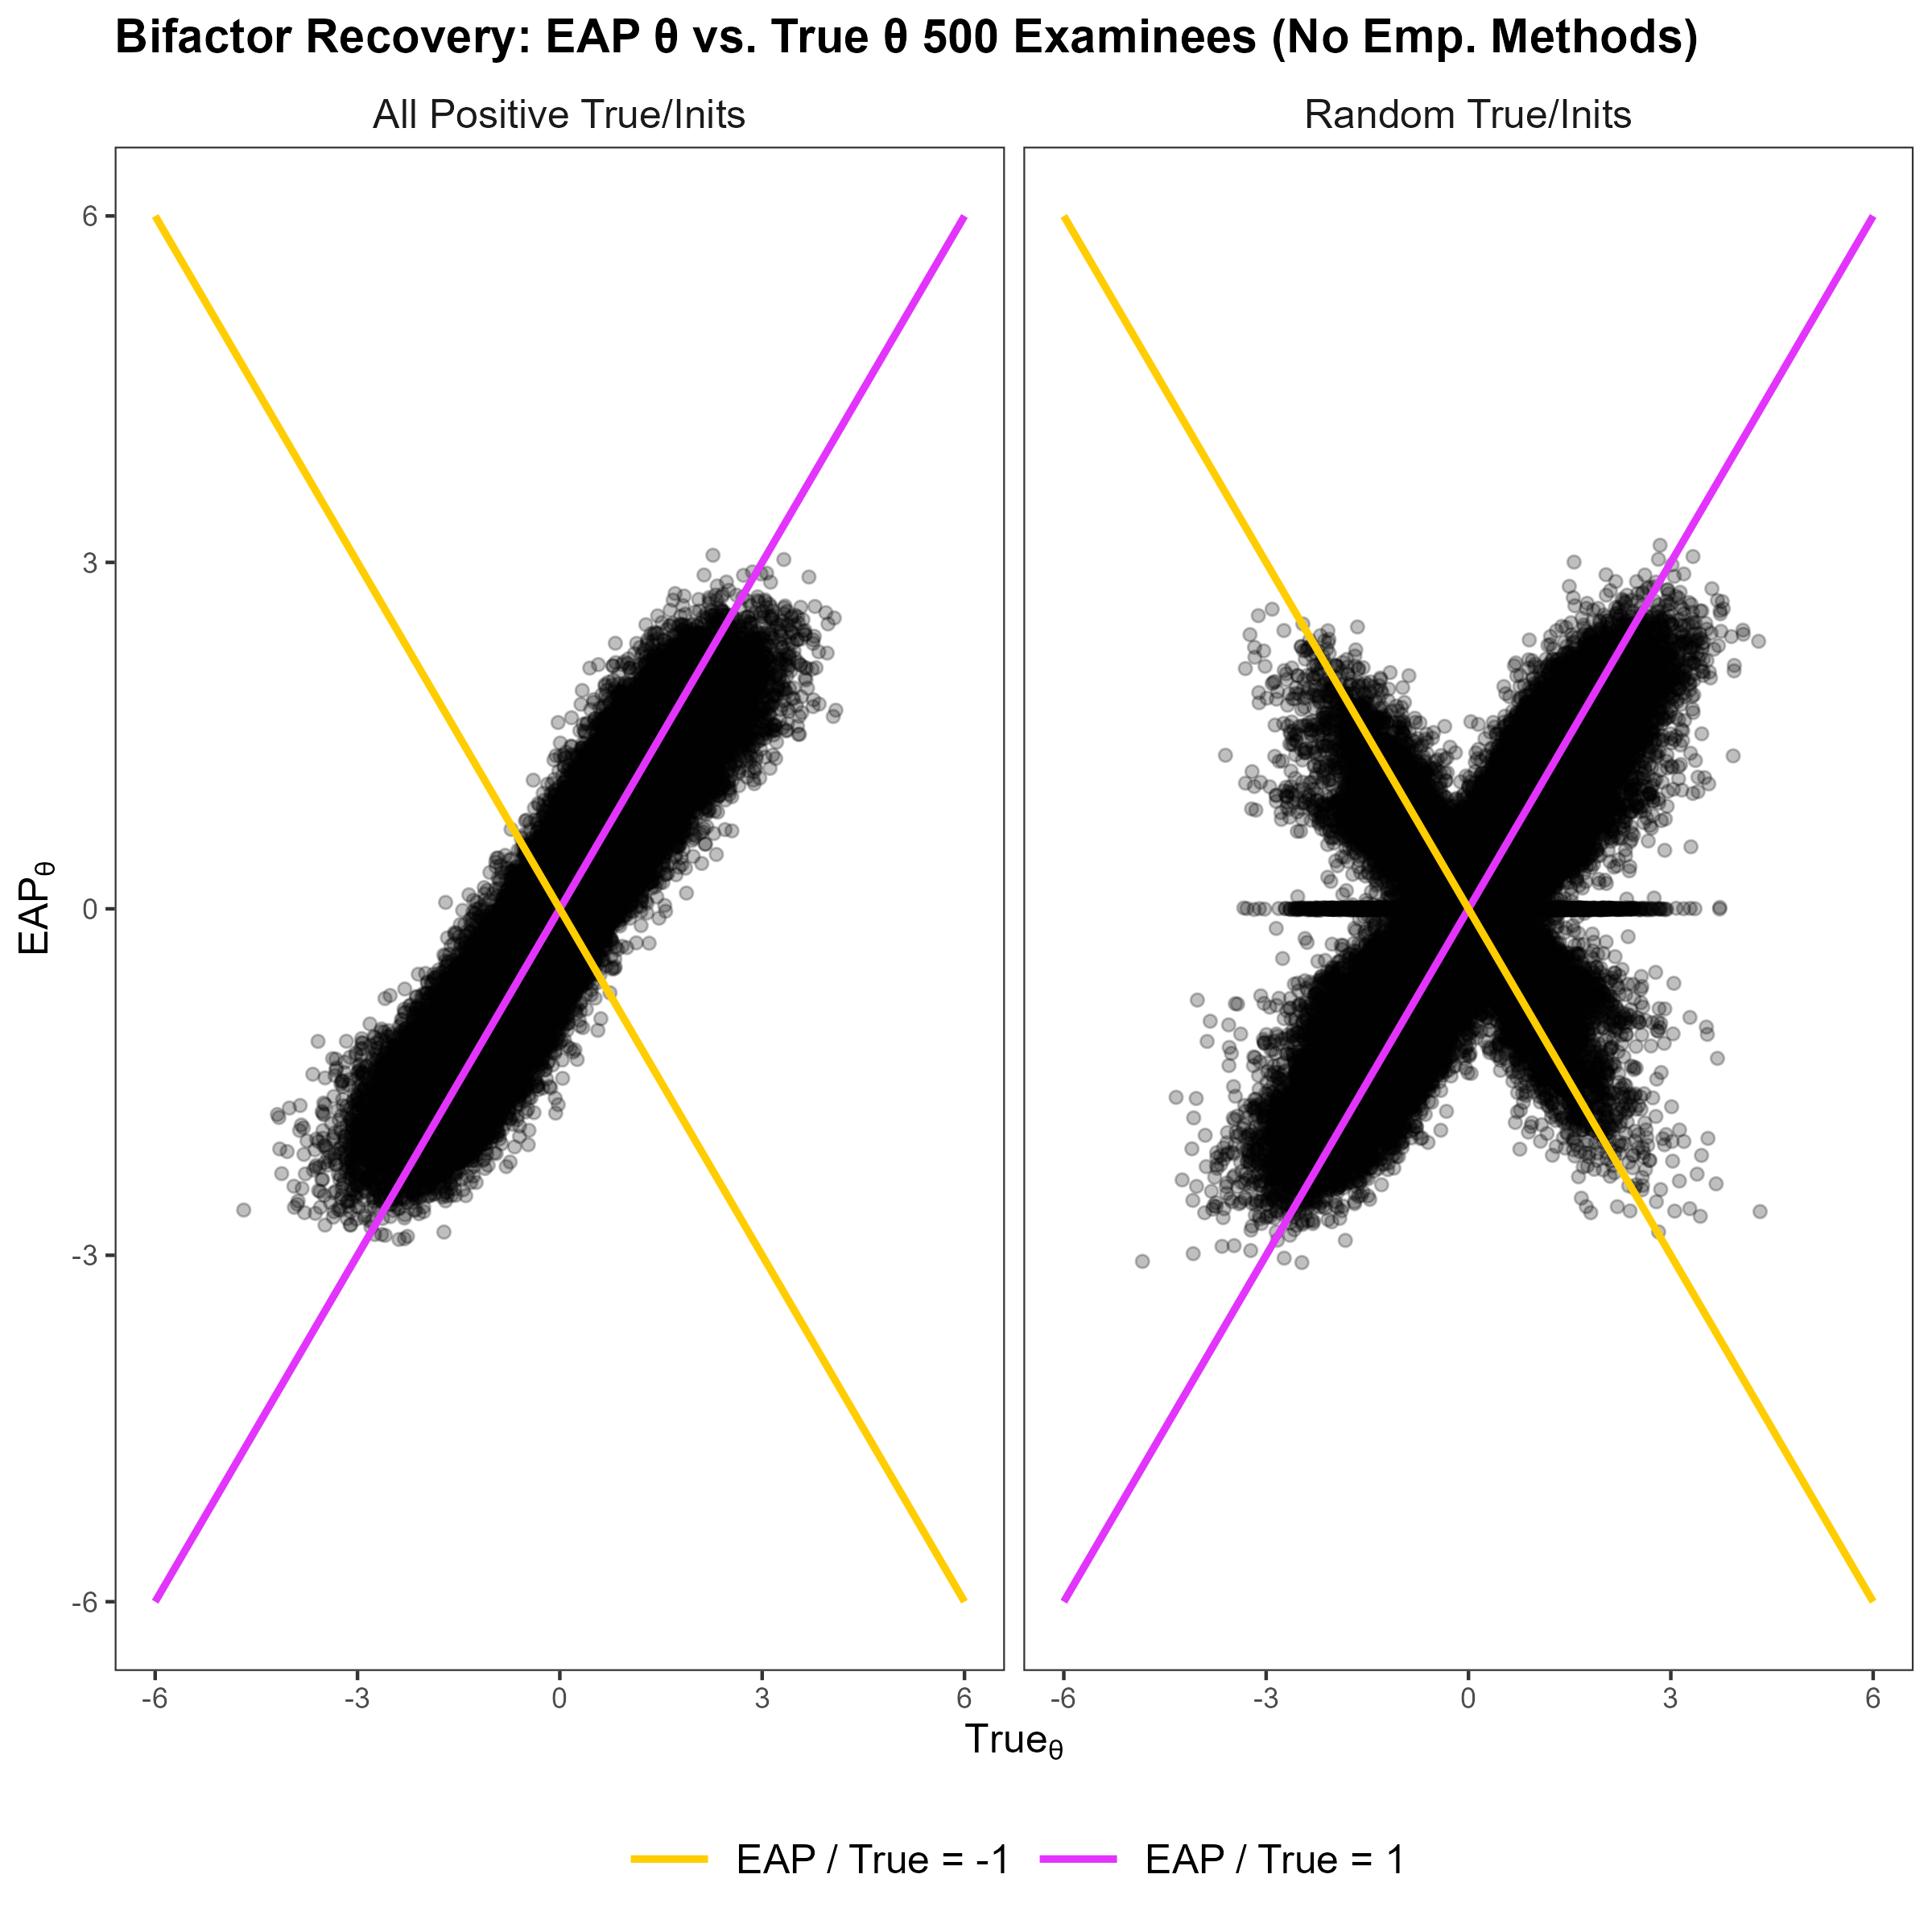 Bifactor Recovery: EAP θ vs. True θ 500 Examinees (No Emp. Methods)
All Positive True/Inits
Random True/Inits
6
3
0
-3
-6
EAPθ
-6
-3
0
3
6
-6
-3
0
3
6
Trueθ
EAP / True = -1
EAP / True = 1